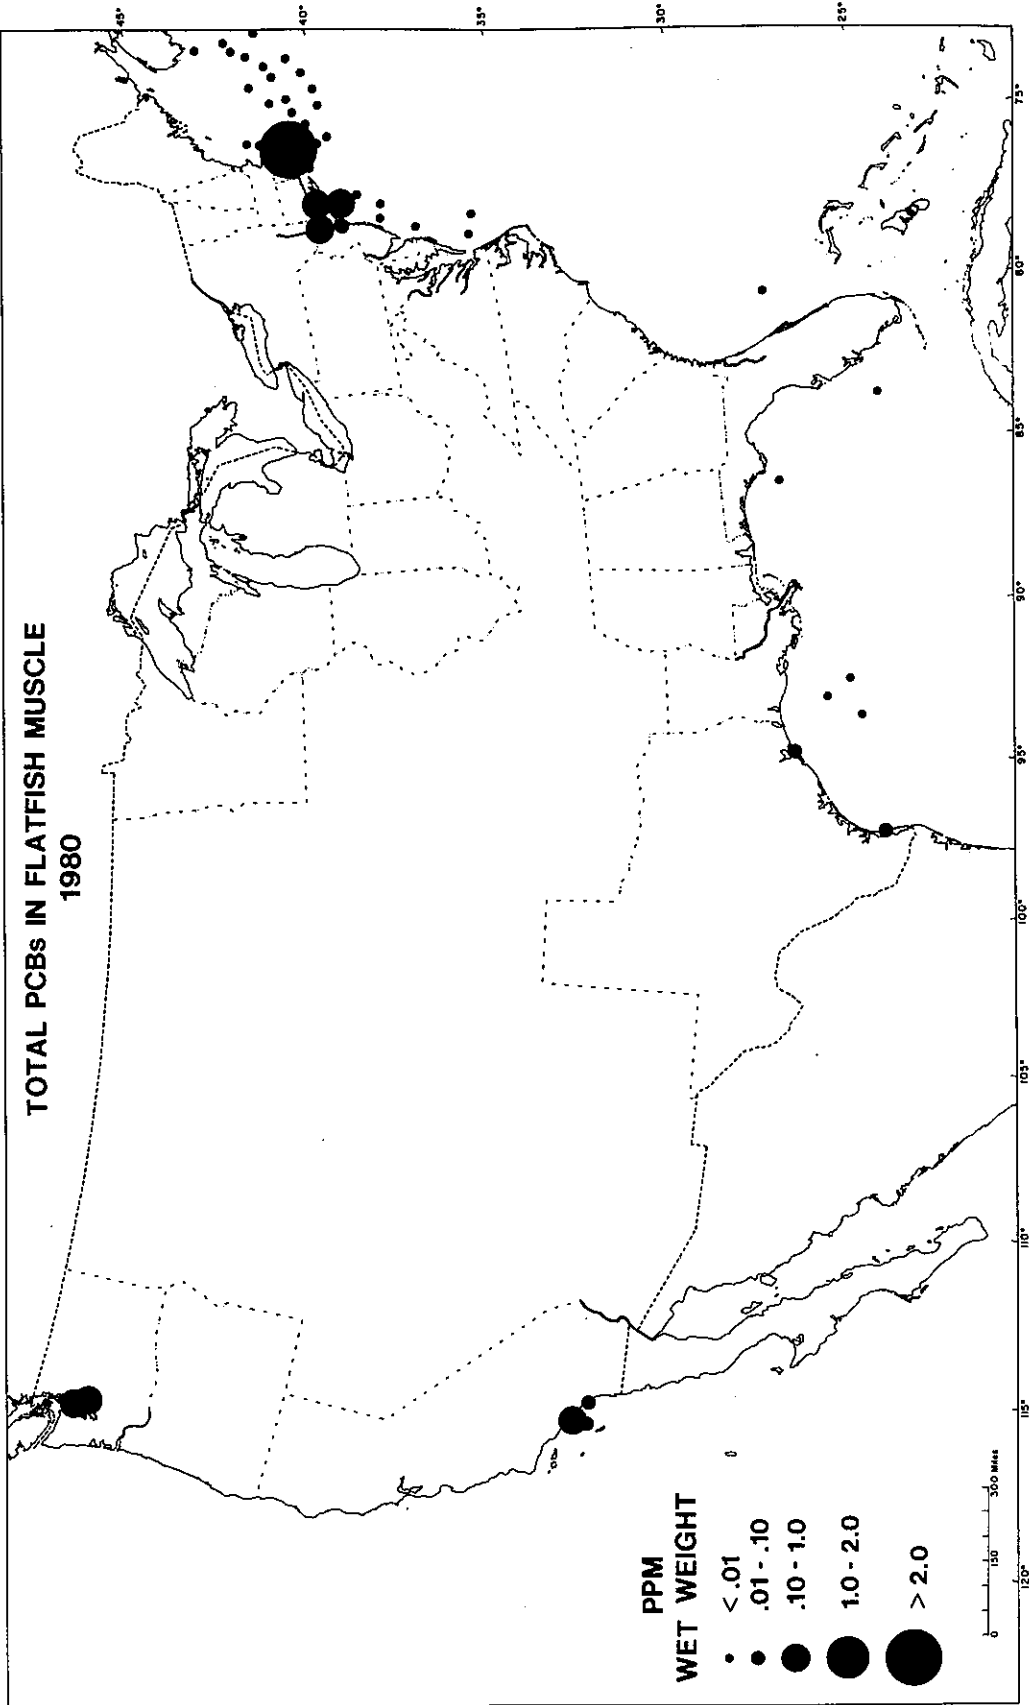 TOTAL PCBs IN FLATFISH MUSCLE
1980
45°
40°
35°
30°
25°
75°
80°
85°
90°
95°
100°
105°
110°
115°
120°
PPM
WET WEIGHT
< .01
.01 - .10
.10 - 1.0
1.0 - 2.0
> 2.0
0 150 300 Miles